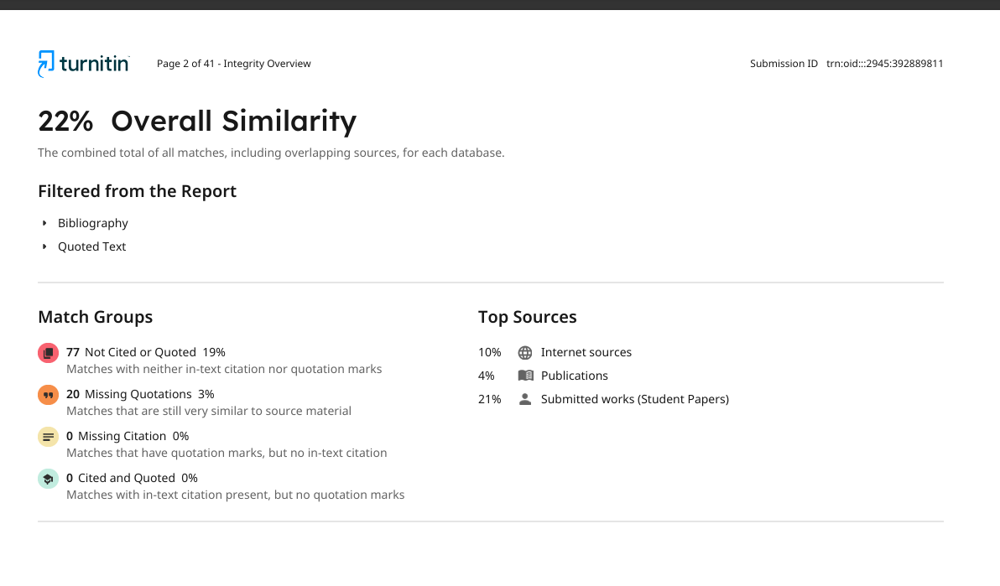 turnitin Page 2 of 41 - Integrity Overview Submission ID trn:oid:::2945:392889811
22% Overall Similarity
The combined total of all matches, including overlapping sources, for each database.
Filtered from the Report
Bibliography
Quoted Text
Match Groups
77 Not Cited or Quoted 19%
Matches with neither in-text citation nor quotation marks
20 Missing Quotations 3%
Matches that are still very similar to source material
0 Missing Citation 0%
Matches that have quotation marks, but no in-text citation
0 Cited and Quoted 0%
Matches with in-text citation present, but no quotation marks
Top Sources
10% Internet sources
4% Publications
21% Submitted works (Student Papers)